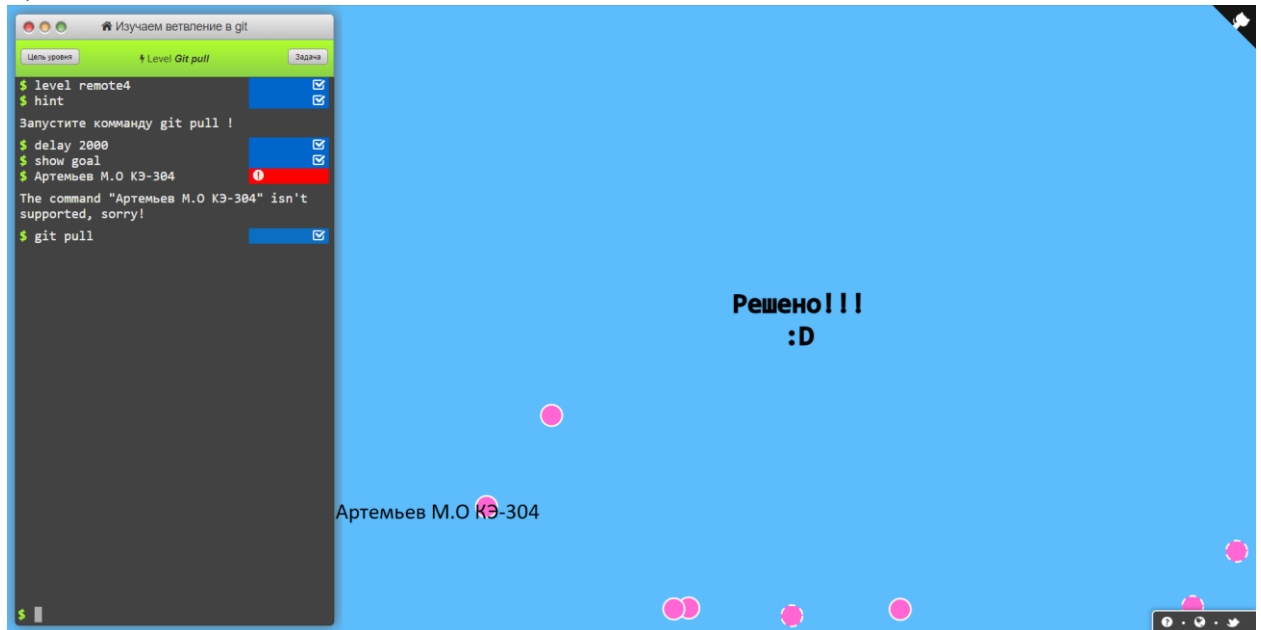 Изучаем ветвление в git
Цель уровня
Level Git pull
Задача
$ level remote4
$ hint
Запустите комманду git pull !
$ delay 2000
$ show goal
$ Артемьев М.О КЭ-304
The command "Артемьев М.О КЭ-304" isn't
supported, sorry!
$ git pull
$
Решено!!!
:D
Артемьев М.О КЭ-304